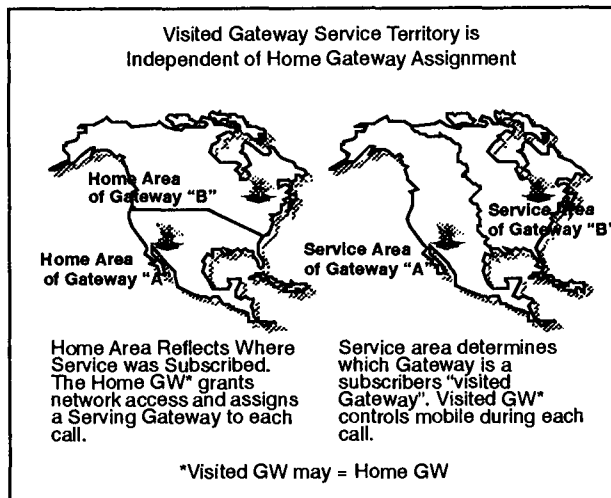 Visited Gateway Service Territory is
Independent of Home Gateway Assignment
Home Area
of Gateway "B"
Home Area
of Gateway "A"
Service Area
of Gateway "B"
Service Area
of Gateway "A"
Home Area Reflects Where
Service was Subscribed.
The Home GW* grants
network access and assigns
a Serving Gateway to each
call.
Service area determines
which Gateway is a
subscribers "visited
Gateway". Visited GW*
controls mobile during each
call.
*Visited GW may = Home GW